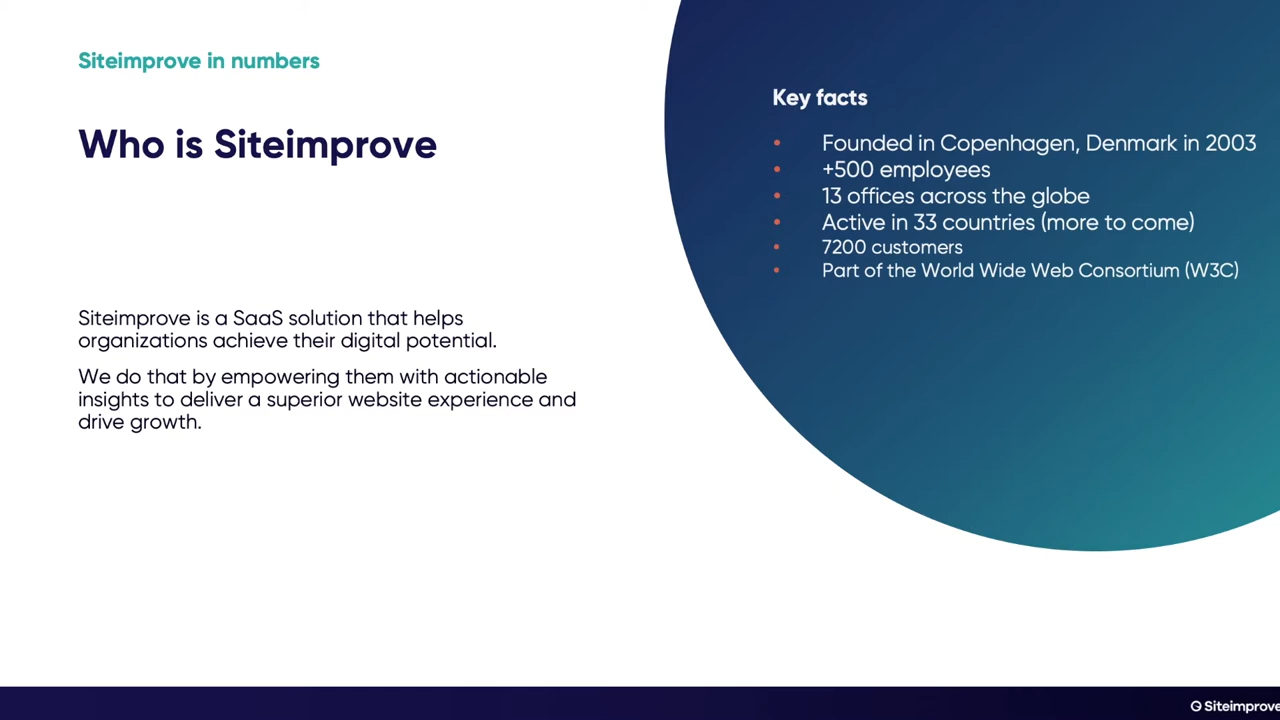 Siteimprove in numbers
Who is Siteimprove
Siteimprove is a SaaS solution that helps
organizations achieve their digital potential.
We do that by empowering them with actionable
insights to deliver a superior website experience and
drive growth.
Key facts
• Founded in Copenhagen, Denmark in 2003
• +500 employees
• 13 offices across the globe
• Active in 33 countries (more to come)
• 7200 customers
• Part of the World Wide Web Consortium (W3C)
Siteimprove